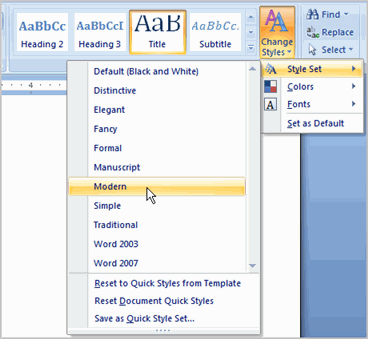 AaBbCc AaBbCcI AaB AaBbCc.
Heading 2 Heading 3 Title Subtitle
Change
Styles
Find
Replace
Select
Style Set
Colors
Fonts
Set as Default
4
Default (Black and White)
Distinctive
Elegant
Fancy
Formal
Manuscript
Modern
Simple
Traditional
Word 2003
Word 2007
Reset to Quick Styles from Template
Reset Document Quick Styles
Save as Quick Style Set...